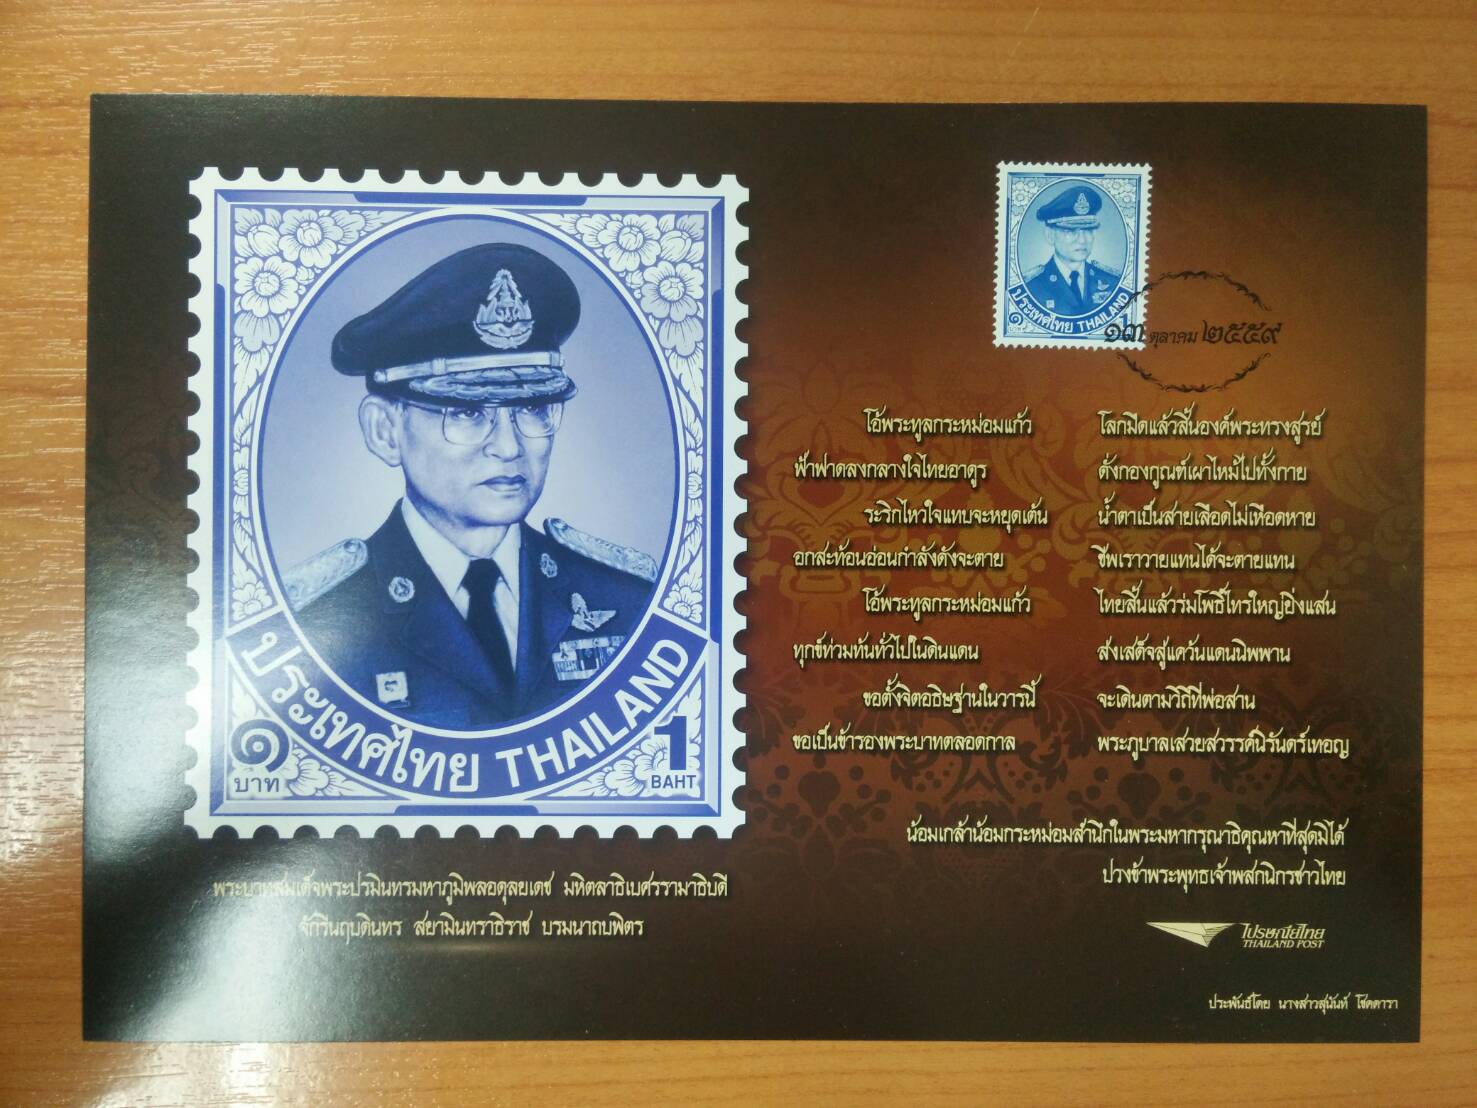 ประเทศไทย THAILAND
๑
บาท
1
BAHT
พระบาทสมเด็จพระปรมินทรมหาภูมิพลอดุลยเดช มหิตลาธิเบศรรามาธิบดี
จักรีนฤบดินทร สยามินทราธิราช บรมนาถบพิตร
ประเทศไทย THAILAND
๑
๑๓ ตุลาคม ๒๕๕๙
โอ้พระทูลกระหม่อมแก้ว โลกมืดแล้วสิ้นองค์พระทรงสูรย์
ฟ้าฟาดลงกลางใจไทยอาดูร ดั่งกองกูณฑ์เผาไหม้ไปทั้งกาย
ระริกไหวใจแทบจะหยุดเต้น น้ำตาเป็นสายเลือดไม่เหือดหาย
อกสะท้อนอ่อนกำลังดังจะตาย ชีพเราวายแทนได้จะตายแทน
โอ้พระทูลกระหม่อมแก้ว ไทยสิ้นแล้วร่มโพธิ์ไทรใหญ่ยิ่งแสน
ทุกข์ท่วมท้นทั่วไปในดินแดน ส่งเสด็จสู่แคว้นแดนนิพพาน
ขอตั้งจิตอธิษฐานในวารนี้ จะเดินตามวิถีที่พ่อสาน
ขอเป็นข้ารองพระบาทตลอดกาล พระภูบาลเสวยสวรรค์นิรันดร์เทอญ
น้อมเกล้าน้อมกระหม่อมสำนึกในพระมหากรุณาธิคุณหาที่สุดมิได้
ปวงข้าพระพุทธเจ้าพสกนิกรชาวไทย
ไปรษณีย์ไทย
THAILAND POST
ประพันธ์โดย นางสาวสุนันท์ โชคดารา